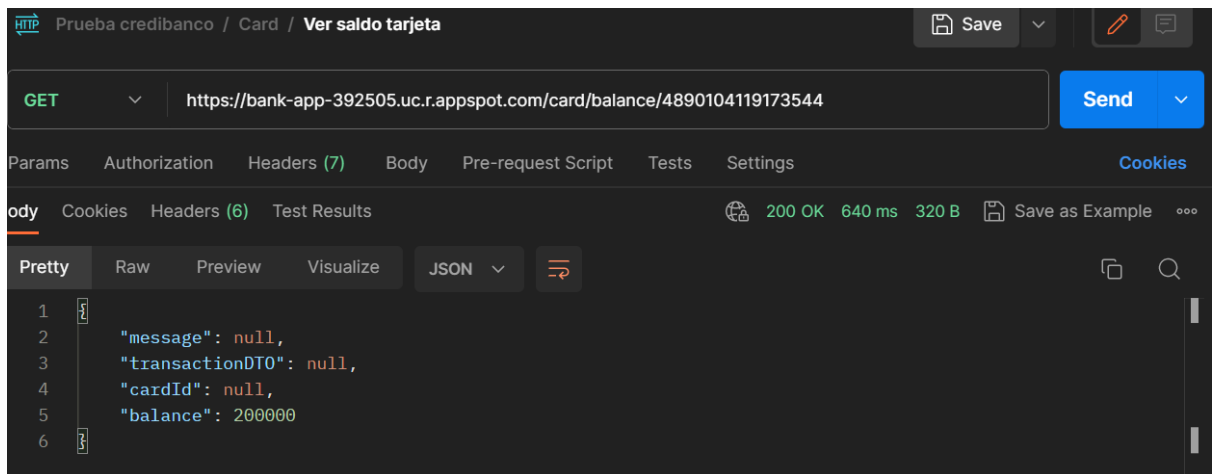 HTTP Prueba credibanco / Card / Ver saldo tarjeta Save
GET https://bank-app-392505.uc.r.appspot.com/card/balance/4890104119173544 Send
Params Authorization Headers (7) Body Pre-request Script Tests Settings Cookies
ody Cookies Headers (6) Test Results 200 OK 640 ms 320 B Save as Example
Pretty Raw Preview Visualize JSON
1 {
2 "message": null,
3 "transactionDTO": null,
4 "cardId": null,
5 "balance": 200000
6 }